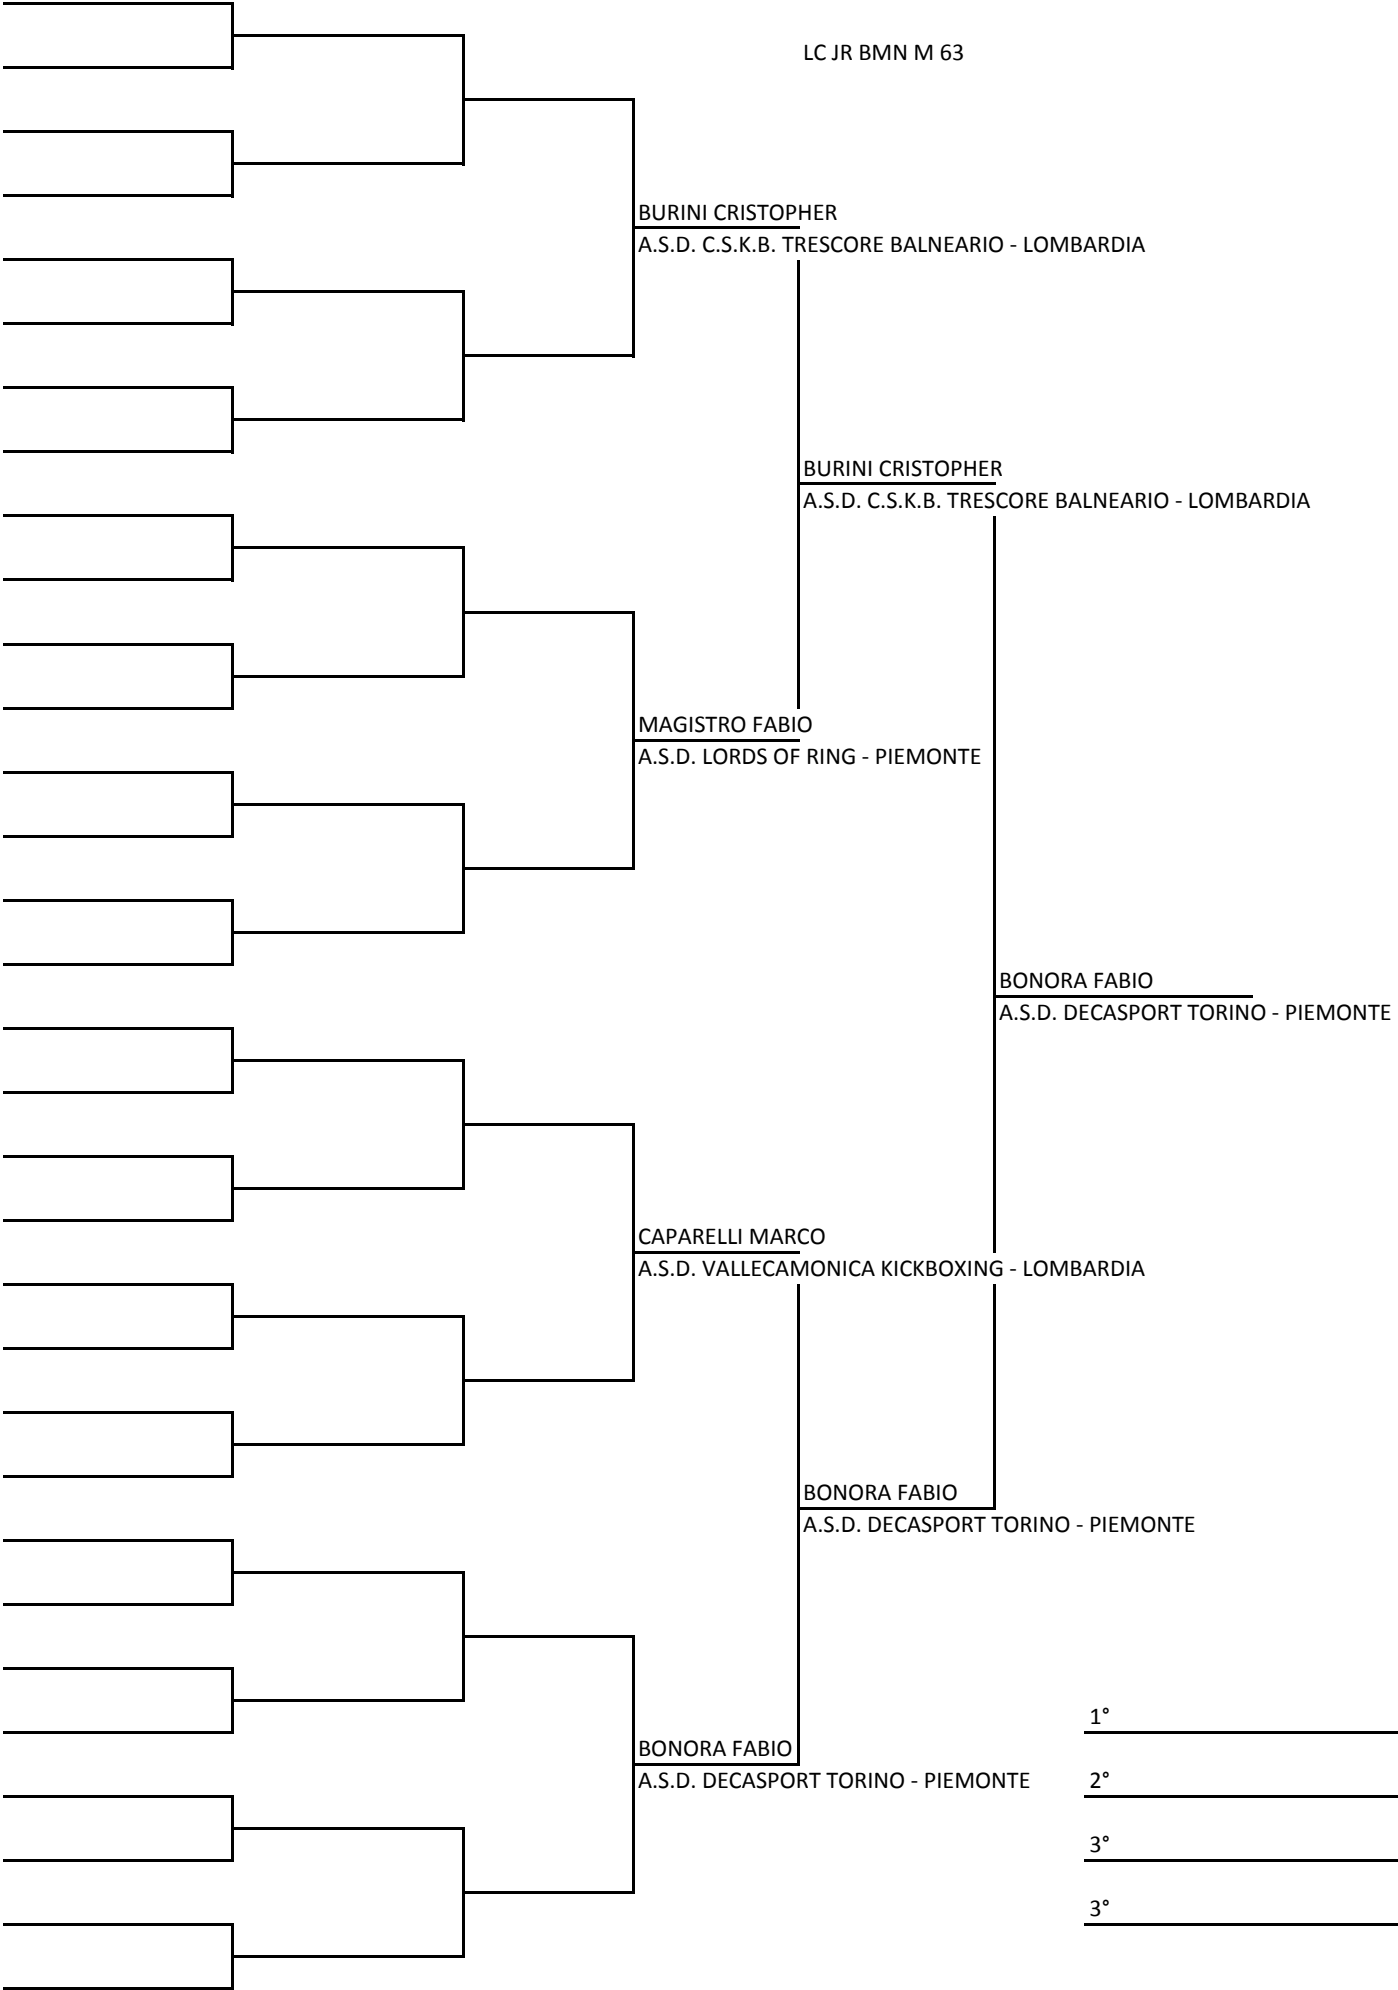 LC JR BMN M 63
BURINI CRISTOPHER
A.S.D. C.S.K.B. TRESCORE BALNEARIO - LOMBARDIA
BURINI CRISTOPHER
A.S.D. C.S.K.B. TRESCORE BALNEARIO - LOMBARDIA
MAGISTRO FABIO
A.S.D. LORDS OF RING - PIEMONTE
BONORA FABIO
A.S.D. DECASPORT TORINO - PIEMONTE
CAPARELLI MARCO
A.S.D. VALLECAMONICA KICKBOXING - LOMBARDIA
BONORA FABIO
A.S.D. DECASPORT TORINO - PIEMONTE
BONORA FABIO
A.S.D. DECASPORT TORINO - PIEMONTE
1°
2°
3°
3°